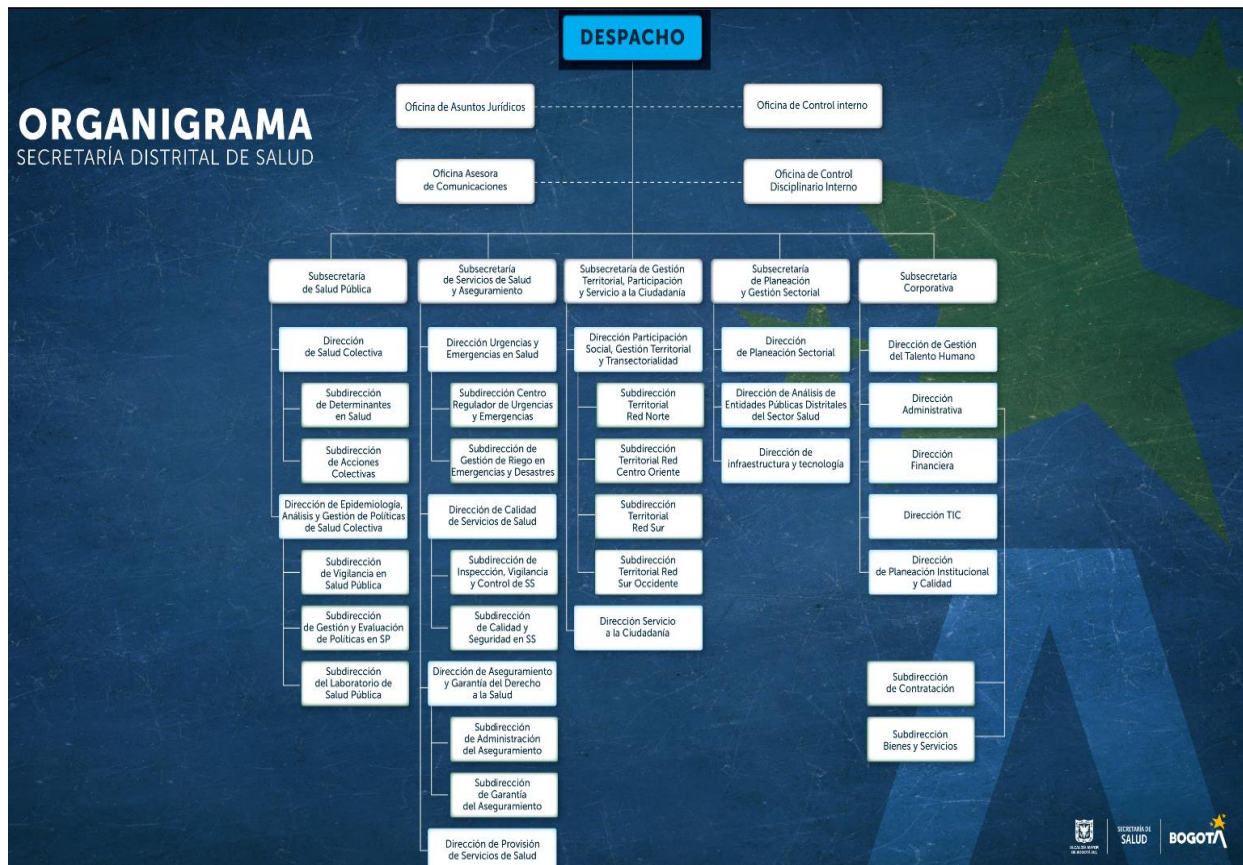 DESPACHO
Oficina de Asuntos Jurídicos
Oficina de Control interno
ORGANIGRAMA
SECRETARÍA DISTRITAL DE SALUD
Oficina Asesora
de Comunicaciones
Oficina de Control
Disciplinario Interno
Subsecretaría
de Salud Pública
Subsecretaría
de Servicios de Salud
y Aseguramiento
Subsecretaría de Gestión
Territorial, Participación
y Servicio a la Ciudadanía
Subsecretaría
de Planeación
y Gestión Sectorial
Subsecretaría
Corporativa
Dirección
de Salud Colectiva
Subdirección
de Determinantes
en Salud
Subdirección
de Acciones
Colectivas
Dirección de Epidemiología,
Análisis y Gestión de Políticas
de Salud Colectiva
Subdirección
de Vigilancia en
Salud Pública
Subdirección
de Gestión y Evaluación
de Políticas en SP
Subdirección
del Laboratorio de
Salud Pública
Dirección Urgencias y
Emergencias en Salud
Subdirección Centro
Regulador de Urgencias
y Emergencias
Subdirección de
Gestión de Riego en
Emergencias y Desastres
Dirección de Calidad
de Servicios de Salud
Subdirección de
Inspección, Vigilancia
y Control de SS
Subdirección
de Calidad y
Seguridad en SS
Dirección de Aseguramiento
y Garantía del Derecho
a la Salud
Subdirección
de Administración
del Aseguramiento
Subdirección
de Garantía
del Aseguramiento
Dirección de Provisión
de Servicios de Salud
Dirección Participación
Social, Gestión Territorial
y Transectorialidad
Subdirección
Territorial
Red Norte
Subdirección
Territorial Red
Centro Oriente
Subdirección
Territorial
Red Sur
Subdirección
Territorial Red
Sur Occidente
Dirección Servicio
a la Ciudadanía
Dirección
de Planeación Sectorial
Dirección de Análisis de
Entidades Públicas Distritales
del Sector Salud
Dirección de
infraestructura y tecnología
Dirección de Gestión
del Talento Humano
Dirección
Administrativa
Dirección
Financiera
Dirección TIC
Dirección
de Planeación Institucional
y Calidad
Subdirección
de Contratación
Subdirección
Bienes y Servicios
ALCALDÍA MAYOR
DE BOGOTÁ D.C.
SECRETARÍA DE
SALUD
BOGOTÁ